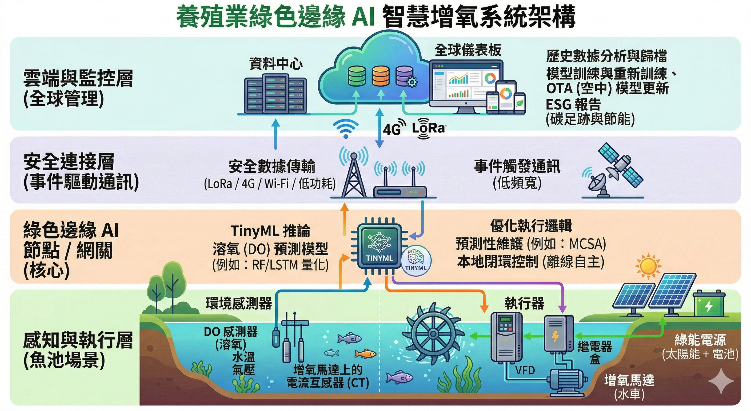 養殖業綠色邊緣 AI 智慧增氧系統架構
雲端與監控層
(全球管理)
資料中心
全球儀表板
歷史數據分析與歸檔
模型訓練與重新訓練、
OTA (空中) 模型更新
ESG 報告
(碳足跡與節能)
4G
LoRa
安全連接層
(事件驅動通訊)
安全數據傳輸
(LoRa / 4G / Wi-Fi / 低功耗)
事件觸發通訊
(低頻寬)
綠色邊緣 AI
節點 / 網關
(核心)
TinyML 推論
溶氧 (DO) 預測模型
(例如：RF/LSTM 量化)
TINYML
TINYML
優化執行邏輯
預測性維護 (例如：MCSA)
本地閉環控制 (離線自主)
感知與執行層
(魚池場景)
環境感測器
DO 感測器
(溶氧)
水溫
氣壓
增氧馬達上的
電流互感器 (CT)
執行器
VFD
繼電器
盒
增氧馬達
(水車)
綠能電源
(太陽能 + 電池)